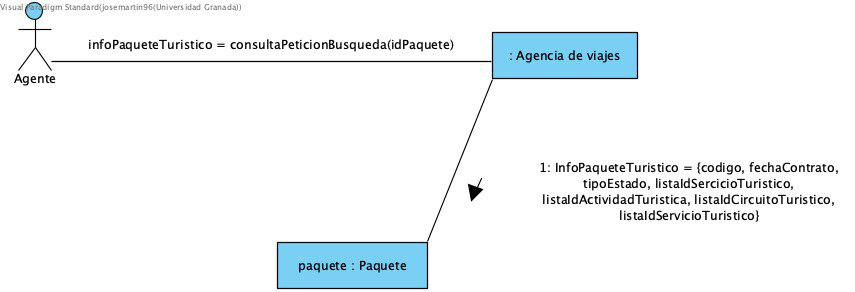 Visual Paradigm Standard(josemartin96(Universidad Granada))
infoPaqueteTuristico = consultaPeticionBusqueda(idPaquete)
Agente
: Agencia de viajes
1: InfoPaqueteTuristico = {codigo, fechaContrato,
tipoEstado, listaIdSercicioTuristico,
listaIdActividadTuristica, listaIdCircuitoTuristico,
listaIdServicioTuristico}
paquete : Paquete